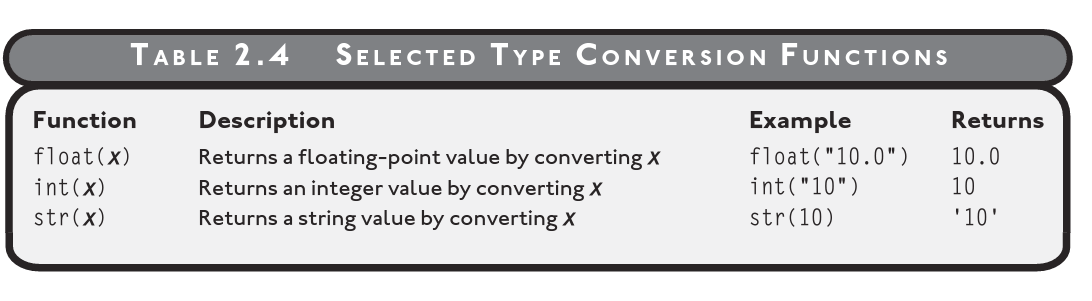 TABLE 2.4 SELECTED TYPE CONVERSION FUNCTIONS
Function Description Example Returns
float(x) Returns a floating-point value by converting x float("10.0") 10.0
int(x) Returns an integer value by converting x int("10") 10
str(x) Returns a string value by converting x str(10) '10'